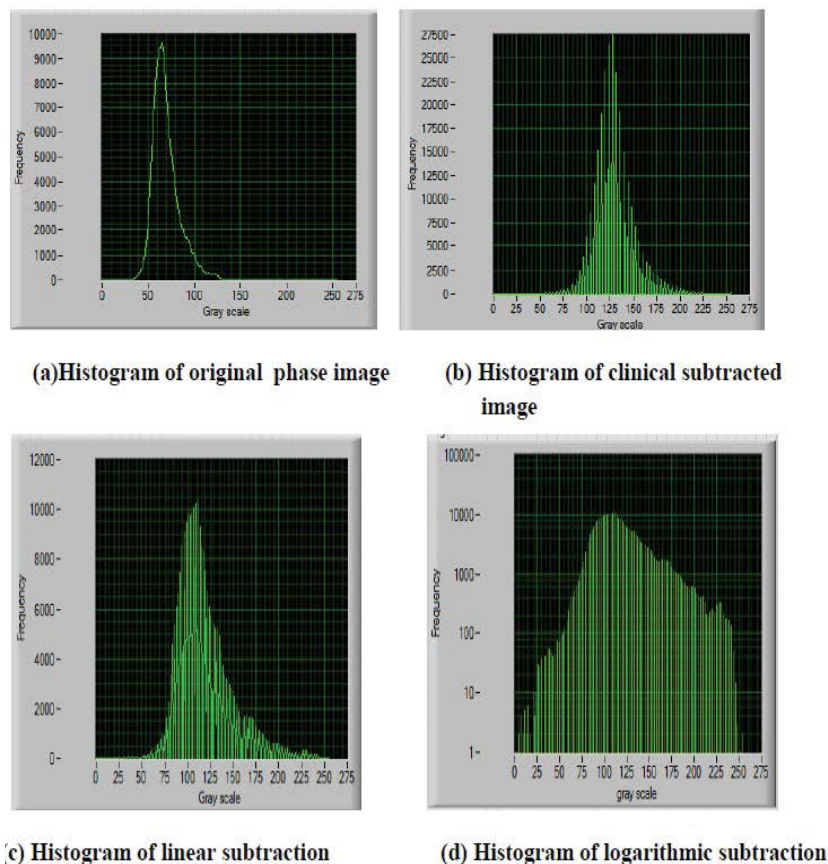 10000
9000
8000
7000
6000
5000
4000
3000
2000
1000
0
Frequency
0 50 100 150 200 250 275
Gray scale
27500
25000
22500
20000
17500
15000
12500
10000
7500
5000
2500
0
Frequency
0 25 50 75 100 125 150 175 200 225 250 275
Gray scale
(a)Histogram of original phase image
(b) Histogram of clinical subtracted
image
12000
10000
8000
6000
4000
2000
0
Frequency
0 25 50 75 100 125 150 175 200 225 250 275
Gray scale
100000
10000
1000
100
10
1
Frequency
0 25 50 75 100 125 150 175 200 225 250 275
gray scale
(c) Histogram of linear subtraction
(d) Histogram of logarithmic subtraction